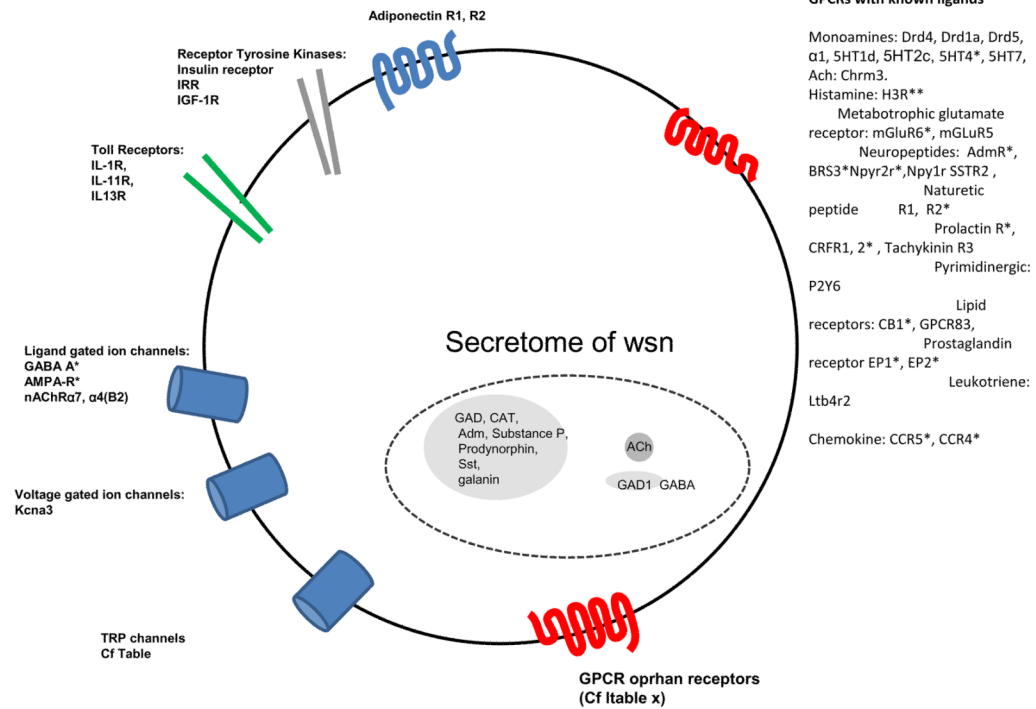 Adiponectin R1, R2
Receptor Tyrosine Kinases:
Insulin receptor
IRR
IGF-1R
Toll Receptors:
IL-1R,
IL-11R,
IL13R
Ligand gated ion channels:
GABA A*
AMPA-R*
nAChRα7, α4(B2)
Voltage gated ion channels:
Kcna3
TRP channels
Cf Table
Secretome of wsn
GAD, CAT,
Adm, Substance P,
Prodynorphin,
Sst,
galanin
ACh
GAD1 GABA
GPCR oprhan receptors
(Cf ltable x)
GPCRs with known ligands
Monoamines: Drd4, Drd1a, Drd5,
α1, 5HT1d, 5HT2c, 5HT4*, 5HT7,
Ach: Chrm3.
Histamine: H3R**
Metabotrophic glutamate
receptor: mGluR6*, mGLuR5
Neuropeptides: AdmR*,
BRS3*Npyr2r*,Npy1r SSTR2 ,
Naturetic
peptide R1, R2*
Prolactin R*,
CRFR1, 2* , Tachykinin R3
Pyrimidinergic:
P2Y6
Lipid
receptors: CB1*, GPCR83,
Prostaglandin
receptor EP1*, EP2*
Leukotriene:
Ltb4r2
Chemokine: CCR5*, CCR4*